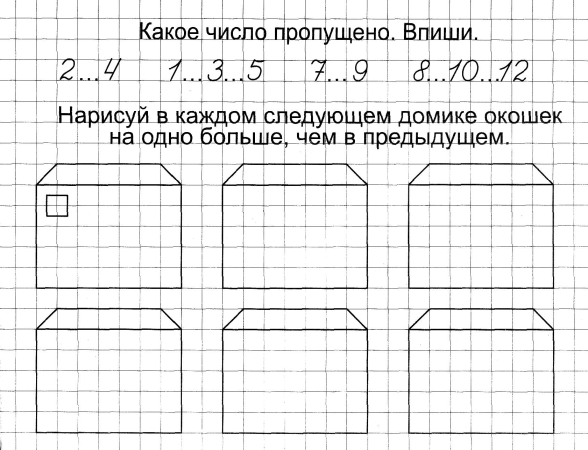 Какое число пропущено. Впиши.
2...4 1...3...5 7...9 8...10...12
Нарисуй в каждом следующем домике окошек
на одно больше, чем в предыдущем.